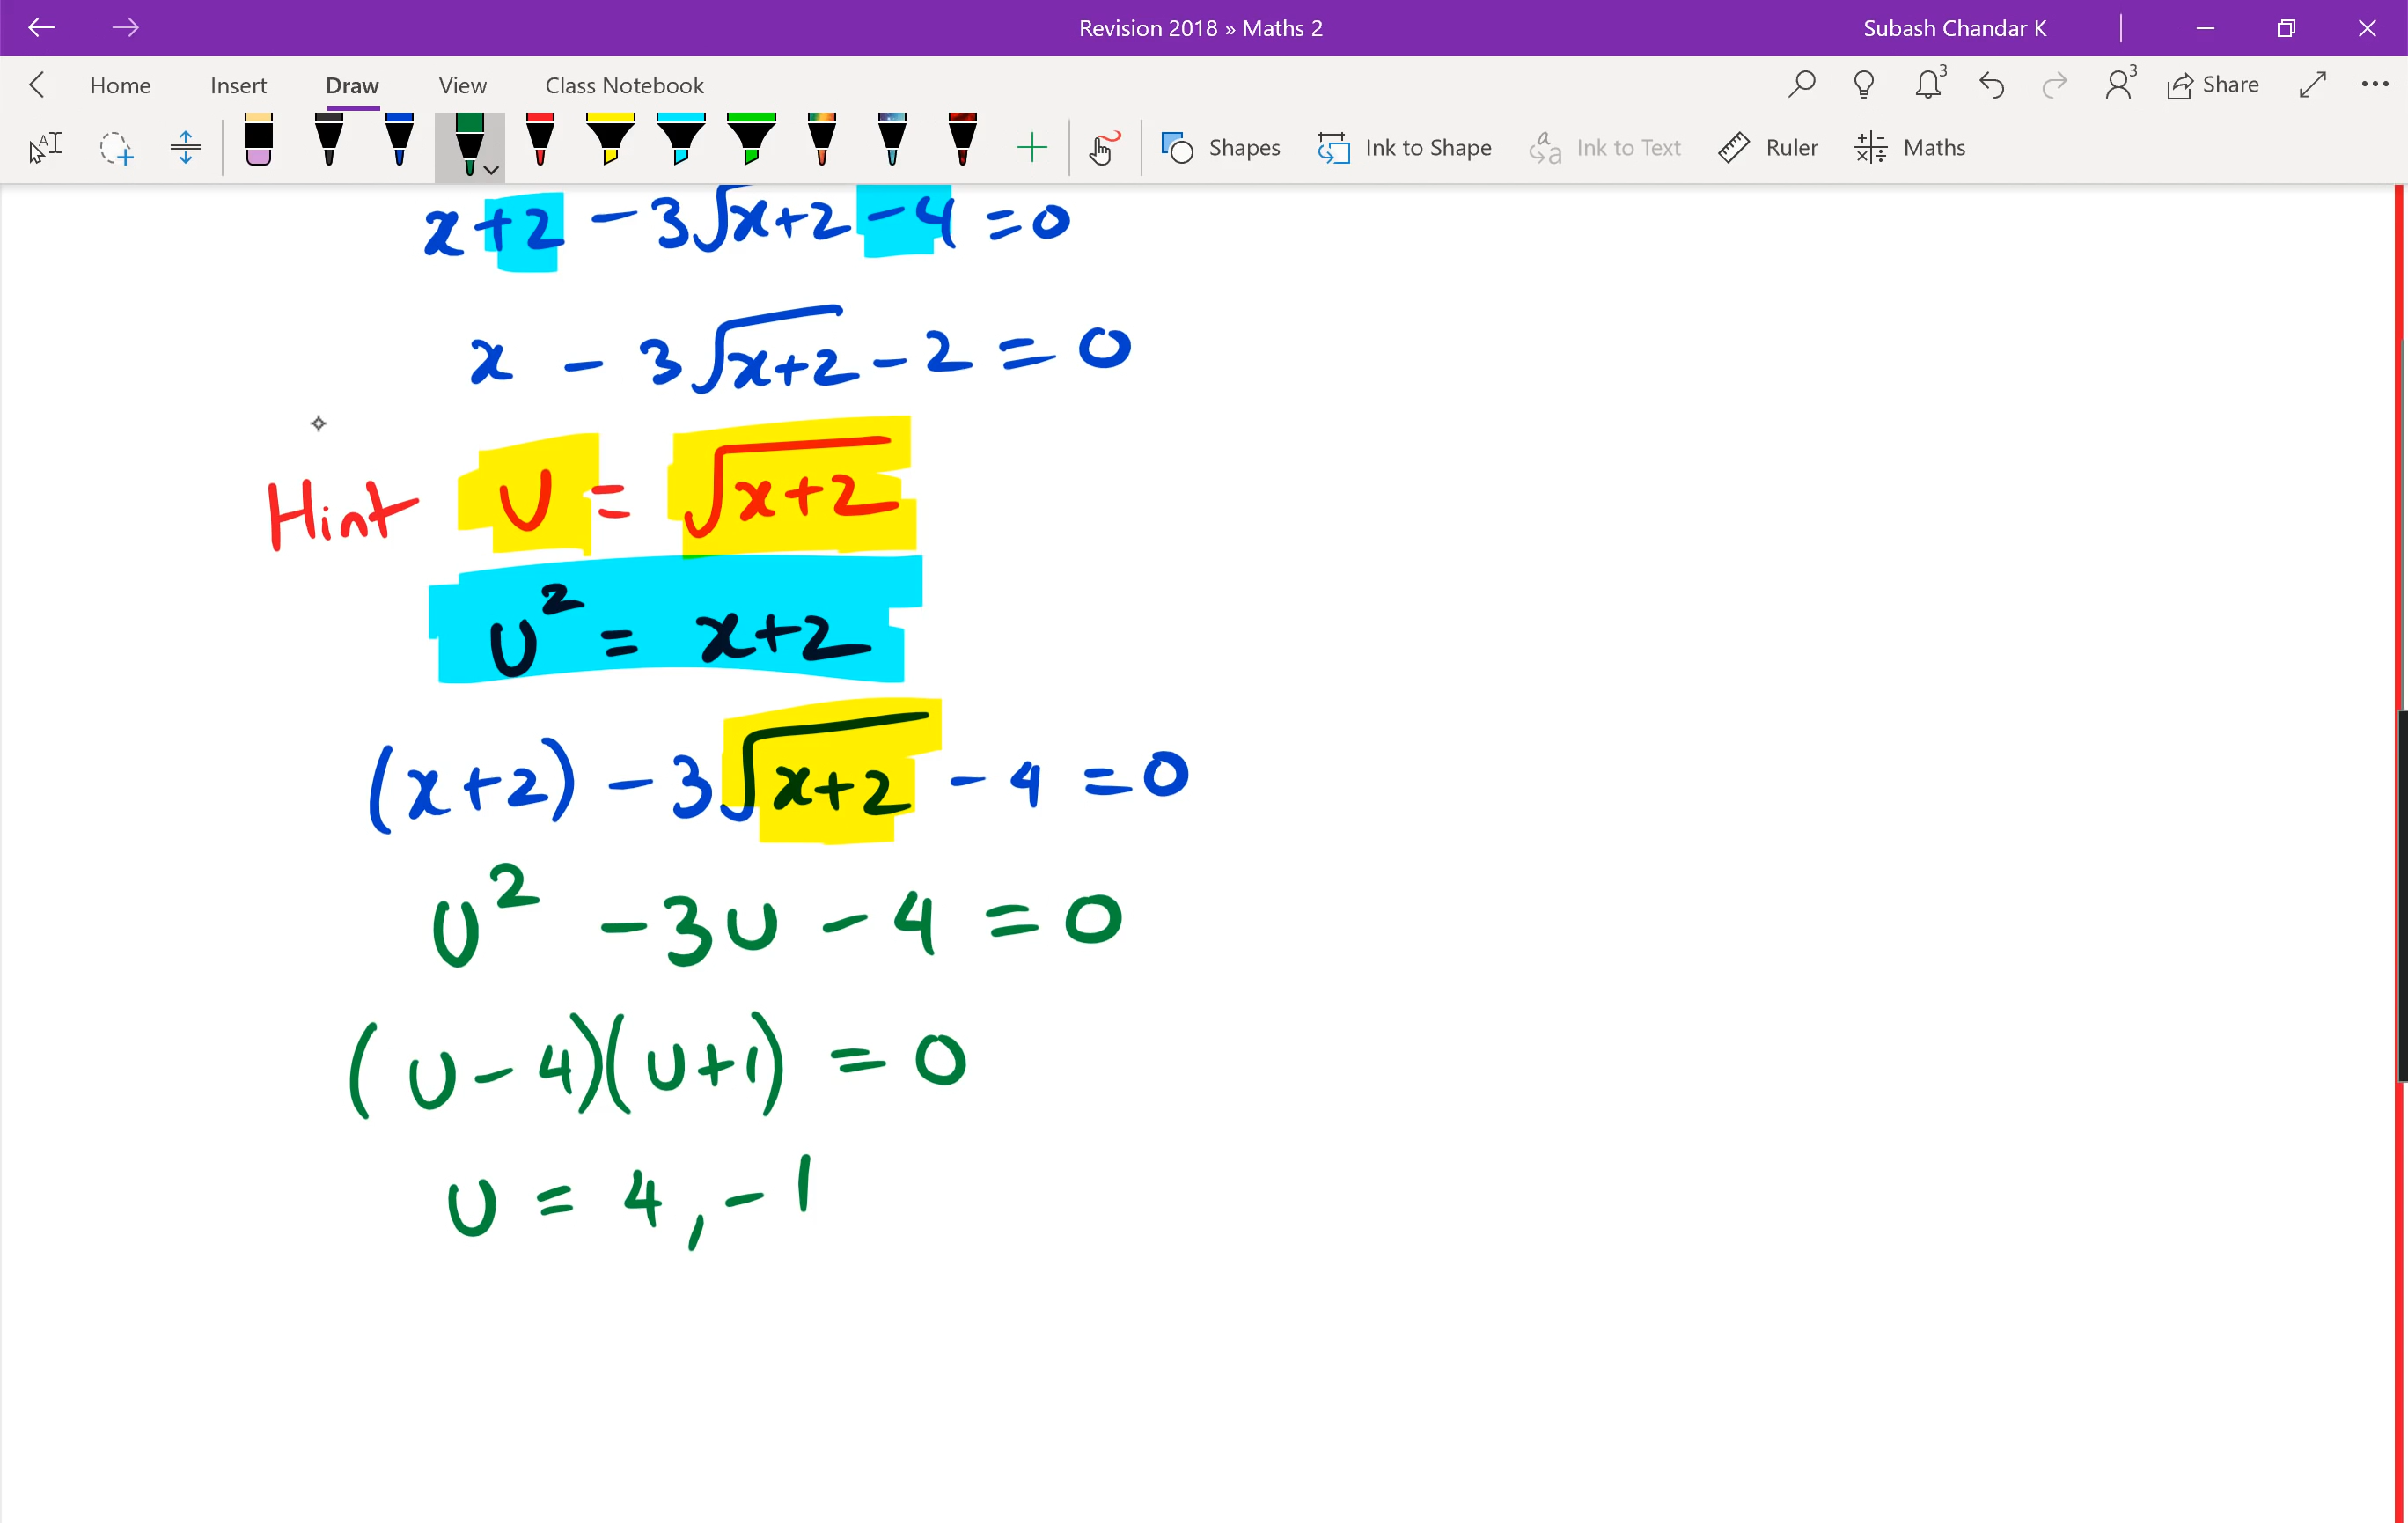 Revision 2018 » Maths 2 Subash Chandar K
Home Insert Draw View Class Notebook 3 3 Share
Shapes Ink to Shape Ink to Text Ruler Maths
x+2 − 3√x+2 − 4 = 0
x − 3√x+2 − 2 = 0
Hint U = √x+2
U² = x+2
(x+2) − 3√x+2 − 4 = 0
U² − 3U − 4 = 0
(U − 4)(U+1) = 0
U = 4, −1